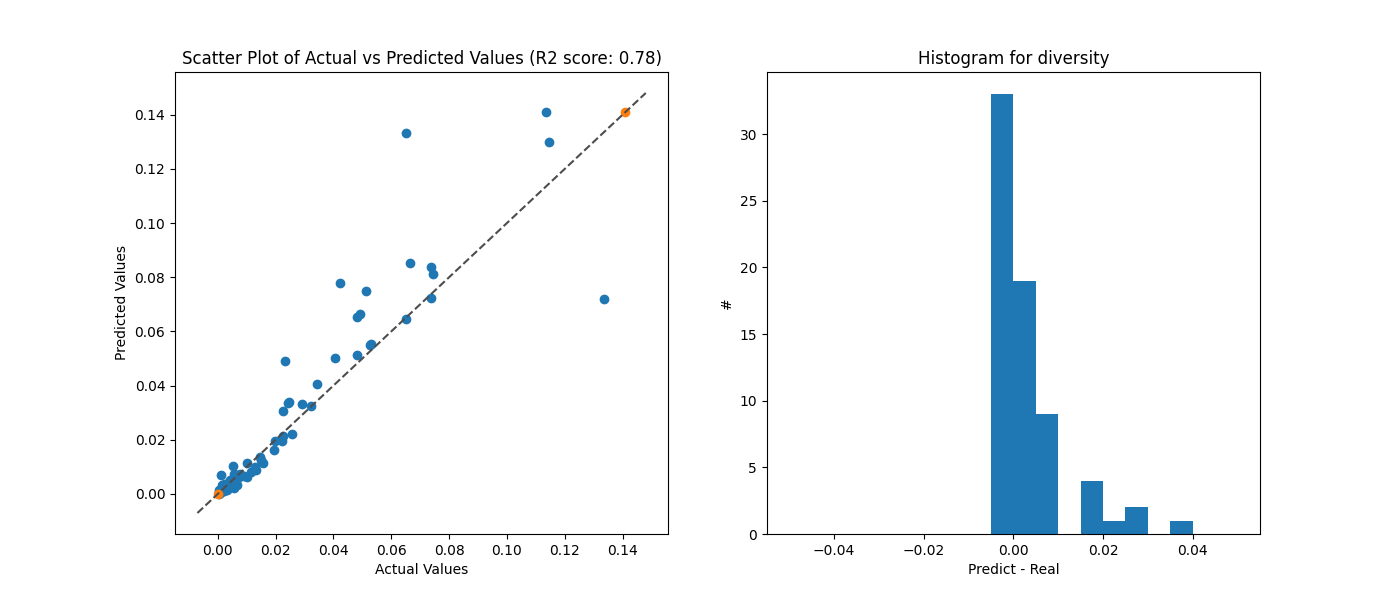 Scatter Plot of Actual vs Predicted Values (R2 score: 0.78)
0.14
0.12
0.10
0.08
0.06
0.04
0.02
0.00
Predicted Values
0.00 0.02 0.04 0.06 0.08 0.10 0.12 0.14
Actual Values
Histogram for diversity
30
25
20
15
10
5
0
#
−0.04 −0.02 0.00 0.02 0.04
Predict - Real